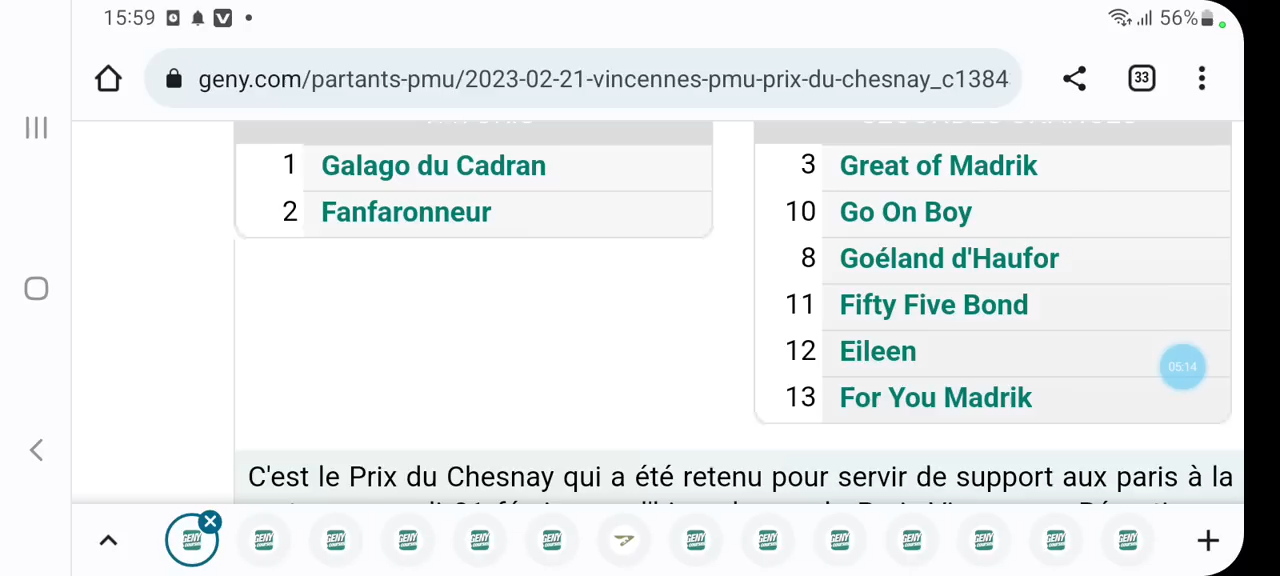 15:59
56%
geny.com/partants-pmu/2023-02-21-vincennes-pmu-prix-du-chesnay_c1384
33
1 Galago du Cadran
2 Fanfaronneur
3 Great of Madrik
10 Go On Boy
8 Goéland d'Haufor
11 Fifty Five Bond
12 Eileen
13 For You Madrik
05:14
C'est le Prix du Chesnay qui a été retenu pour servir de support aux paris à la